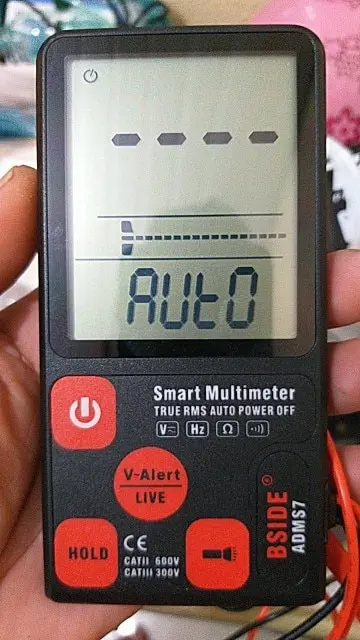 ----
AUtO
Smart Multimeter
TRUE RMS AUTO POWER OFF
V Hz Ω
V-Alert
LIVE
HOLD
CE
CATII 600V
CATIII 300V
BSIDE®
ADMS7